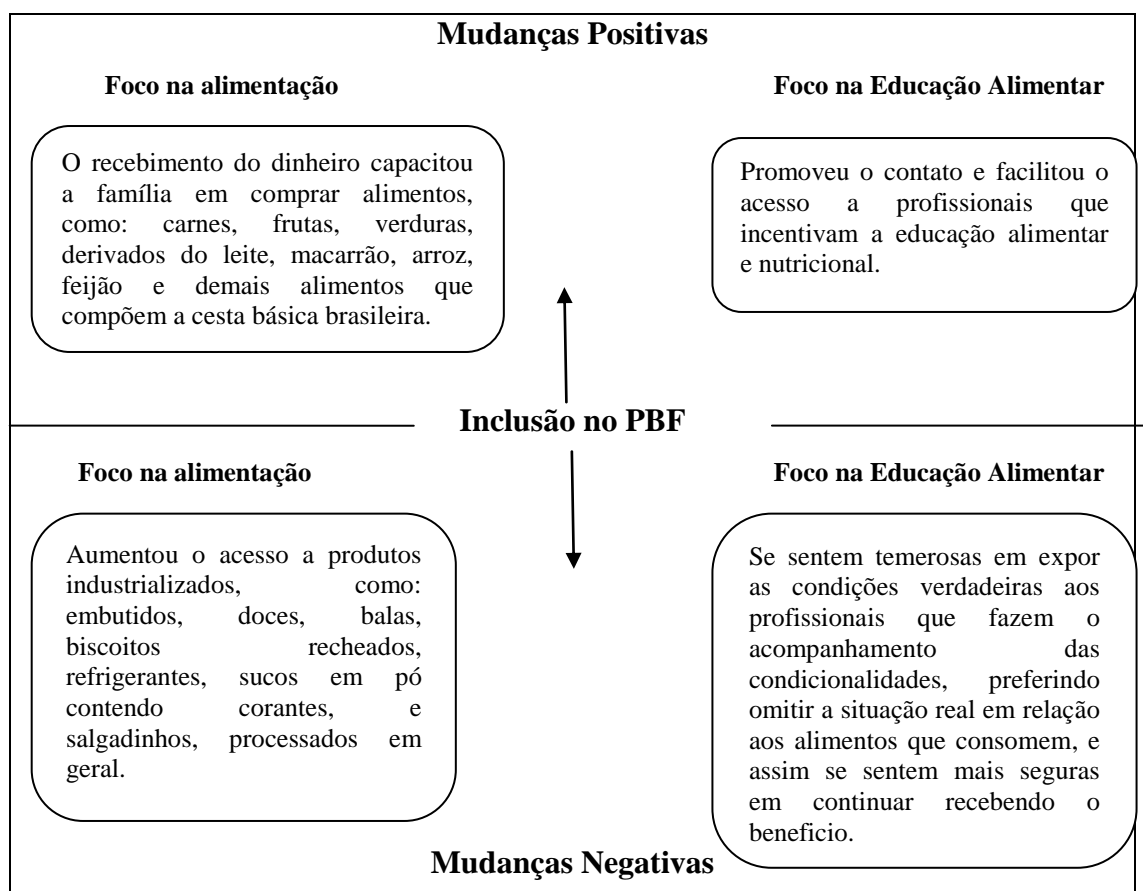 Mudanças Positivas
Foco na alimentação
O recebimento do dinheiro capacitou
a família em comprar alimentos,
como: carnes, frutas, verduras,
derivados do leite, macarrão, arroz,
feijão e demais alimentos que
compõem a cesta básica brasileira.
Foco na Educação Alimentar
Promoveu o contato e facilitou o
acesso a profissionais que
incentivam a educação alimentar
e nutricional.
Inclusão no PBF
Foco na alimentação
Aumentou o acesso a produtos
industrializados, como:
embutidos, doces, balas,
biscoitos recheados,
refrigerantes, sucos em pó
contendo corantes, e
salgadinhos, processados em
geral.
Foco na Educação Alimentar
Se sentem temerosas em expor
as condições verdadeiras aos
profissionais que fazem o
acompanhamento das
condicionalidades, preferindo
omitir a situação real em relação
aos alimentos que consomem, e
assim se sentem mais seguras
em continuar recebendo o
beneficio.
Mudanças Negativas